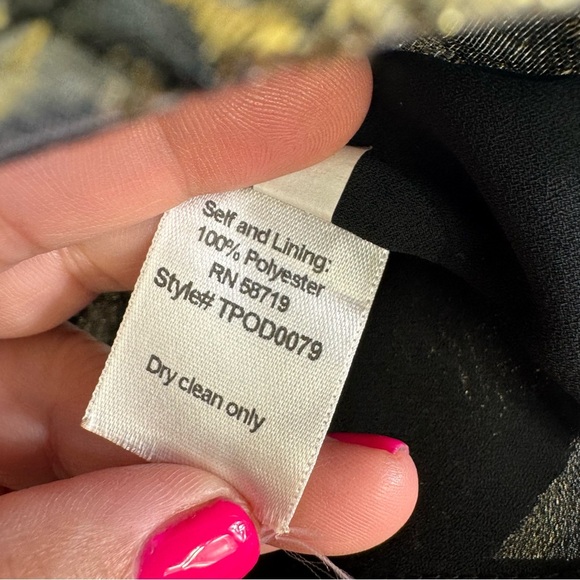 Self and Lining:
100% Polyester
RN 58719
Style# TPOD0079
Dry clean only